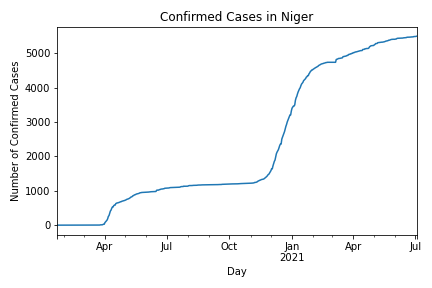 Confirmed Cases in Niger
Number of Confirmed Cases
5000
4000
3000
2000
1000
0
Apr Jul Oct Jan Apr Jul
2021
Day